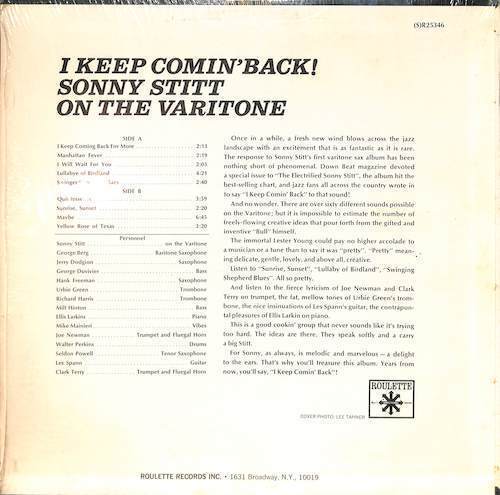 (S)R25346
I KEEP COMIN' BACK!
SONNY STITT
ON THE VARITONE
SIDE A
I Keep Coming Back For More 2:13
Manhattan Fever 2:19
I Will Wait For You 2:05
Lullabye of Birdland 4:21
2:40
SIDE B
3:59
Sunrise, Sunset 2:20
Maybe 6:45
Yellow Rose of Texas 3:20
Personnel
Sonny Stitt on the Varitone
George Berg Baritone Saxophone
Jerry Dodgion Saxophone
George Duvivier Bass
Hank Freeman Saxophone
Urbie Green Trombone
Richard Harris Trombone
Milt Hinton Bass
Ellis Larkins Piano
Mike Mainieri Vibes
Joe Newman Trumpet and Fluegal Horn
Walter Perkins Drums
Seldon Powell Tenor Saxophone
Les Spann Guitar
Clark Terry Trumpet and Fluegal Horn
Once in a while, a fresh new wind blows across the jazz
landscape with an excitement that is as fantastic as it is rare.
The response to Sonny Stitt's first varitone sax album has been
nothing short of phenomenal. Down Beat magazine devoted
a special issue to "The Electrified Sonny Stitt", the album hit the
best-selling chart, and jazz fans all across the country wrote in
to say "I Keep Comin' Back" to that sound!
And no wonder. There are over sixty different sounds possible
on the Varitone; but it is impossible to estimate the number of
freely-flowing creative ideas that pour forth from the gifted and
inventive "Bull" himself.
The immortal Lester Young could pay no higher accolade to
a musician or a tune than to say it was "pretty". "Pretty" mean-
ing delicate, gentle, lovely, and above all, creative.
Listen to "Sunrise, Sunset", "Lullaby of Birdland", "Swinging
Shepherd Blues". All so pretty.
And listen to the fierce lyricism of Joe Newman and Clark
Terry on trumpet, the fat, mellow tones of Urbie Green's trom-
bone, the nice insinuations of Les Spann's guitar, the contrapun-
tal pleasures of Ellis Larkin on piano.
This is a good cookin' group that never sounds like it's trying
too hard. The ideas are there. They speak softly and carry
a big Stitt.
For Sonny, as always, is melodic and marvelous — a delight
to the ears. That's why you'll treasure this album. Years from
now, you'll say, "I Keep Comin' Back"!
ROULETTE
COVER PHOTO: LEE TANNER
ROULETTE RECORDS INC. • 1631 Broadway, N.Y., 10019